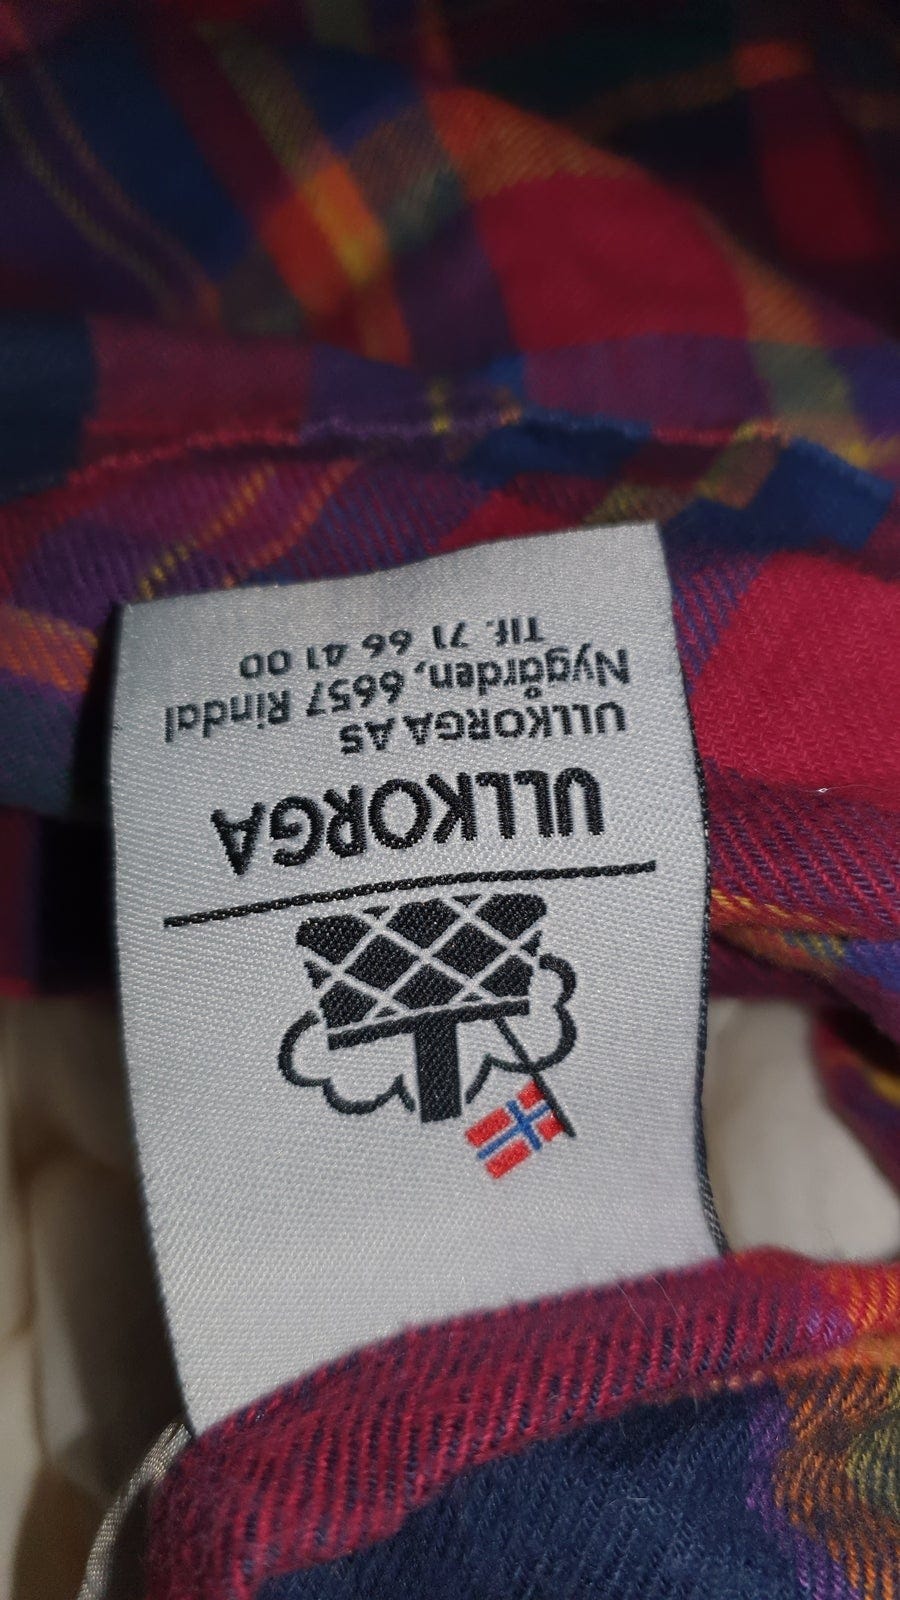 ULLKORGA
ULLKORGA AS
Nygården, 6657 Rindal
Tlf. 71 66 41 00